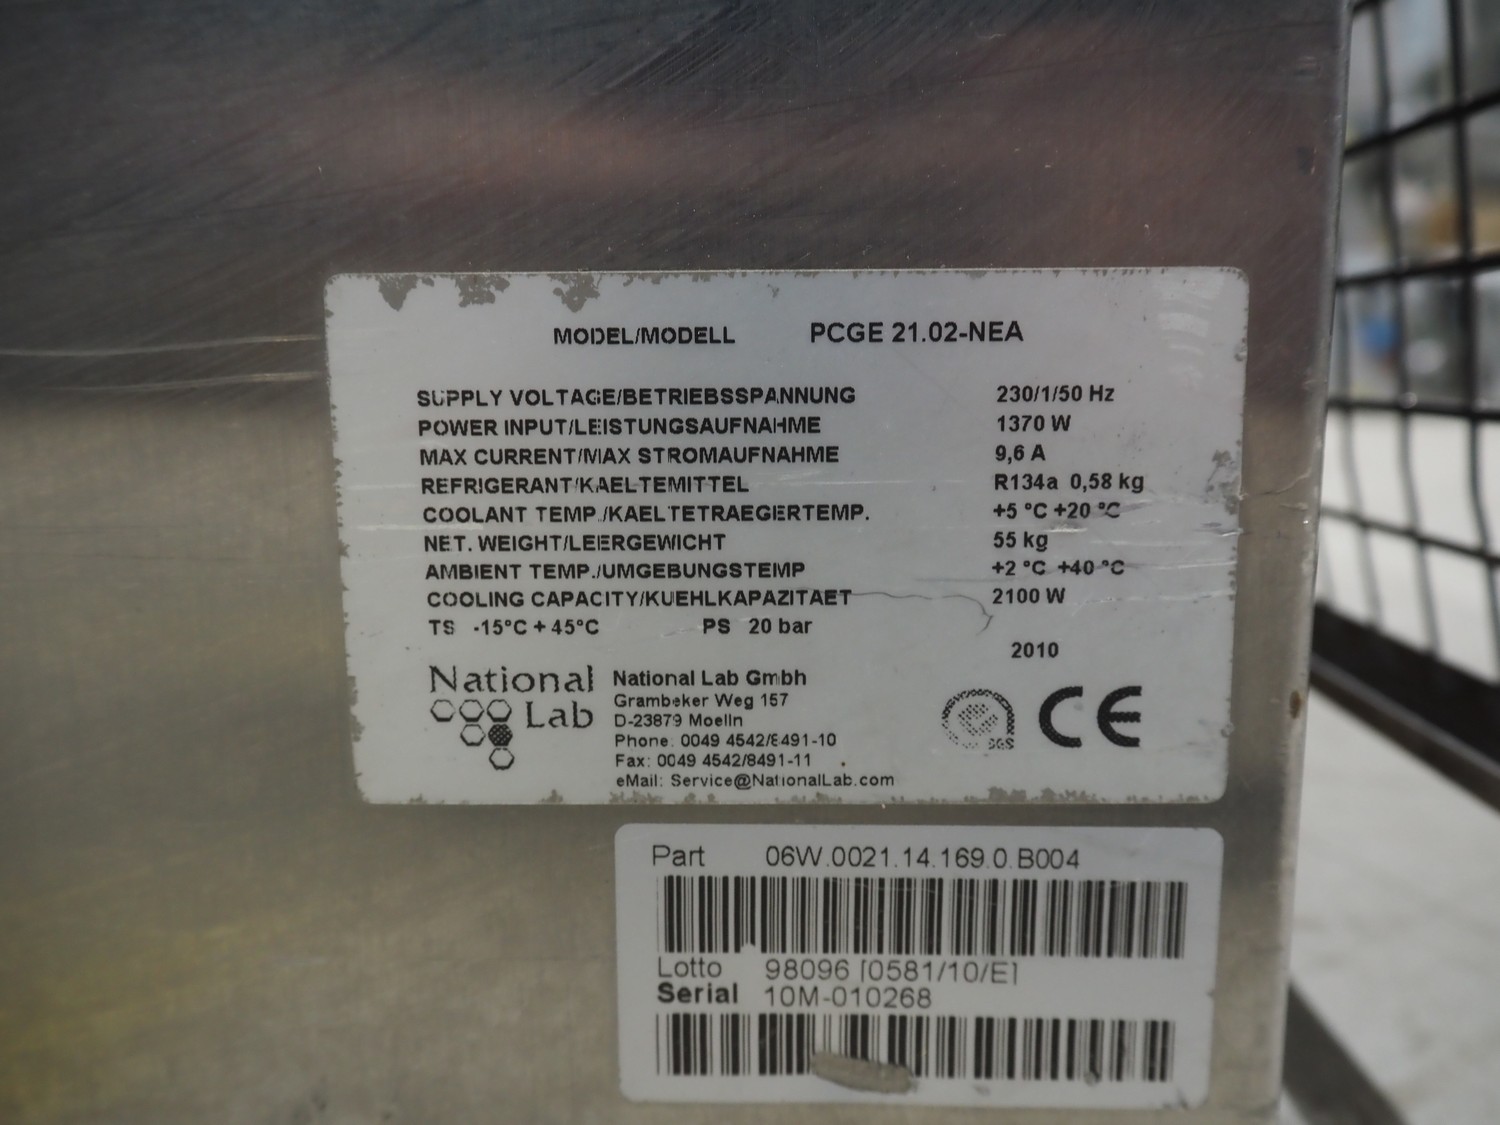 MODEL/MODELL PCGE 21.02-NEA
SUPPLY VOLTAGE/BETRIEBSSPANNUNG 230/1/50 Hz
POWER INPUT/LEISTUNGSAUFNAHME 1370 W
MAX CURRENT/MAX STROMAUFNAHME 9,6 A
REFRIGERANT/KAELTEMITTEL R134a 0,58 kg
COOLANT TEMP./KAELTETRAEGERTEMP. +5 °C +20 °C
NET. WEIGHT/LEERGEWICHT 55 kg
AMBIENT TEMP./UMGEBUNGSTEMP +2 °C +40 °C
COOLING CAPACITY/KUEHLKAPAZITAET 2100 W
TS -15°C + 45°C PS 20 bar
2010
National
Lab
National Lab Gmbh
Grambeker Weg 157
D-23879 Moelln
Phone: 0049 4542/8491-10
Fax: 0049 4542/8491-11
eMail: Service@NationalLab.com
SGS
CE
Part 06W.0021.14.169.0.B004
Lotto 98096 [0581/10/E]
Serial 10M-010268